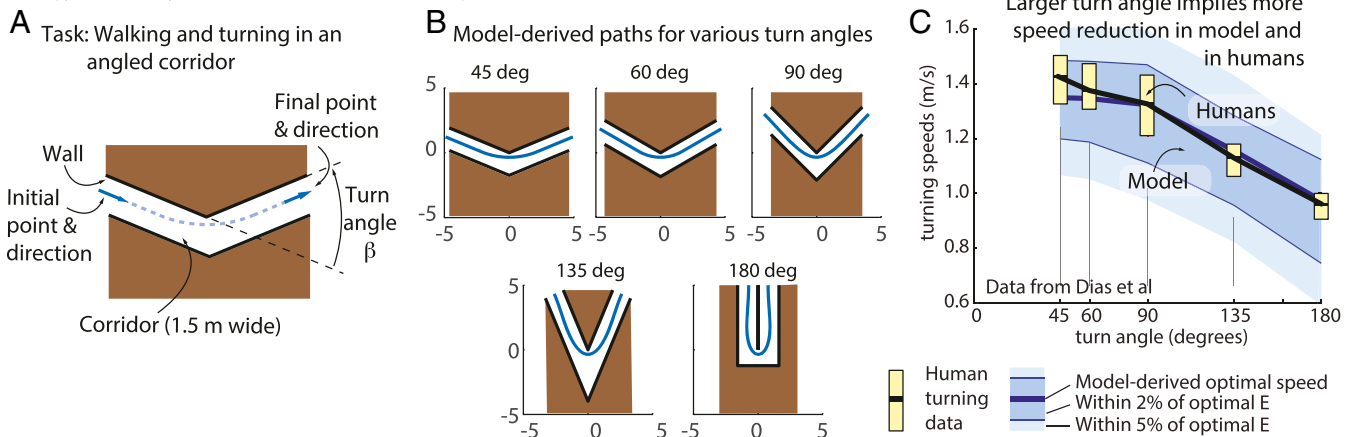 A
Task: Walking and turning in an
angled corridor
Final point
& direction
Wall
Initial
point &
direction
Turn
angle
β
Corridor (1.5 m wide)
B
Model-derived paths for various turn angles
45 deg
60 deg
90 deg
5
0
-5
-5
0
5
-5
0
5
-5
0
5
135 deg
180 deg
5
0
-5
-5
0
5
-5
0
5
C
Larger turn angle implies more
speed reduction in model and
in humans
turning speeds (m/s)
1.6
1.4
1.2
1.0
0.8
0.6
Humans
Model
Data from Dias et al
0
45
60
90
135
180
turn angle (degrees)
Human
turning
data
Model-derived optimal speed
Within 2% of optimal E
Within 5% of optimal E